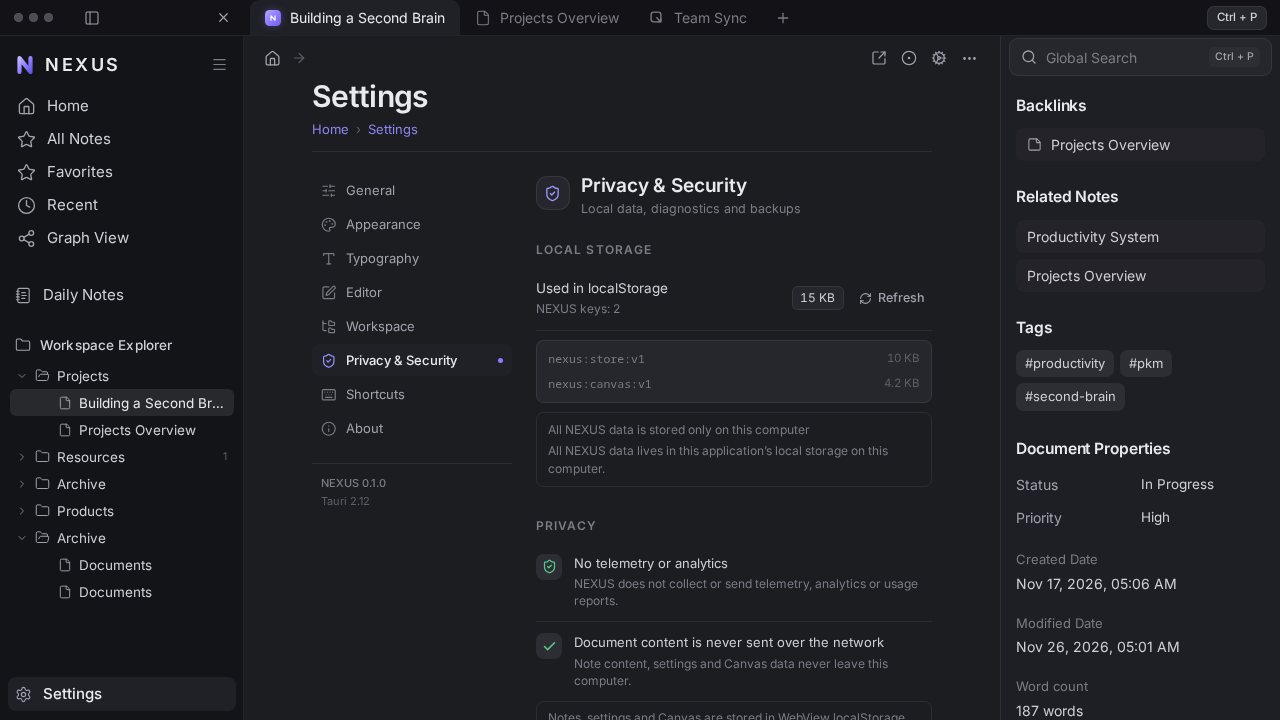 Building a Second Brain
Projects Overview
Team Sync
Ctrl + P
NEXUS
Home
All Notes
Favorites
Recent
Graph View
Daily Notes
Workspace Explorer
Projects
Building a Second Br...
Projects Overview
Resources 1
Archive
Products
Archive
Documents
Documents
Settings
Settings
Home › Settings
General
Appearance
Typography
Editor
Workspace
Privacy & Security
Shortcuts
About
NEXUS 0.1.0
Tauri 2.12
Privacy & Security
Local data, diagnostics and backups
LOCAL STORAGE
Used in localStorage
NEXUS keys: 2
15 KB
Refresh
nexus:store:v1 10 KB
nexus:canvas:v1 4.2 KB
All NEXUS data is stored only on this computer
All NEXUS data lives in this application's local storage on this
computer.
PRIVACY
No telemetry or analytics
NEXUS does not collect or send telemetry, analytics or usage
reports.
Document content is never sent over the network
Note content, settings and Canvas data never leave this
computer.
Notes, settings and Canvas are stored in WebView localStorage
Global Search Ctrl + P
Backlinks
Projects Overview
Related Notes
Productivity System
Projects Overview
Tags
#productivity #pkm
#second-brain
Document Properties
Status In Progress
Priority High
Created Date
Nov 17, 2026, 05:06 AM
Modified Date
Nov 26, 2026, 05:01 AM
Word count
187 words